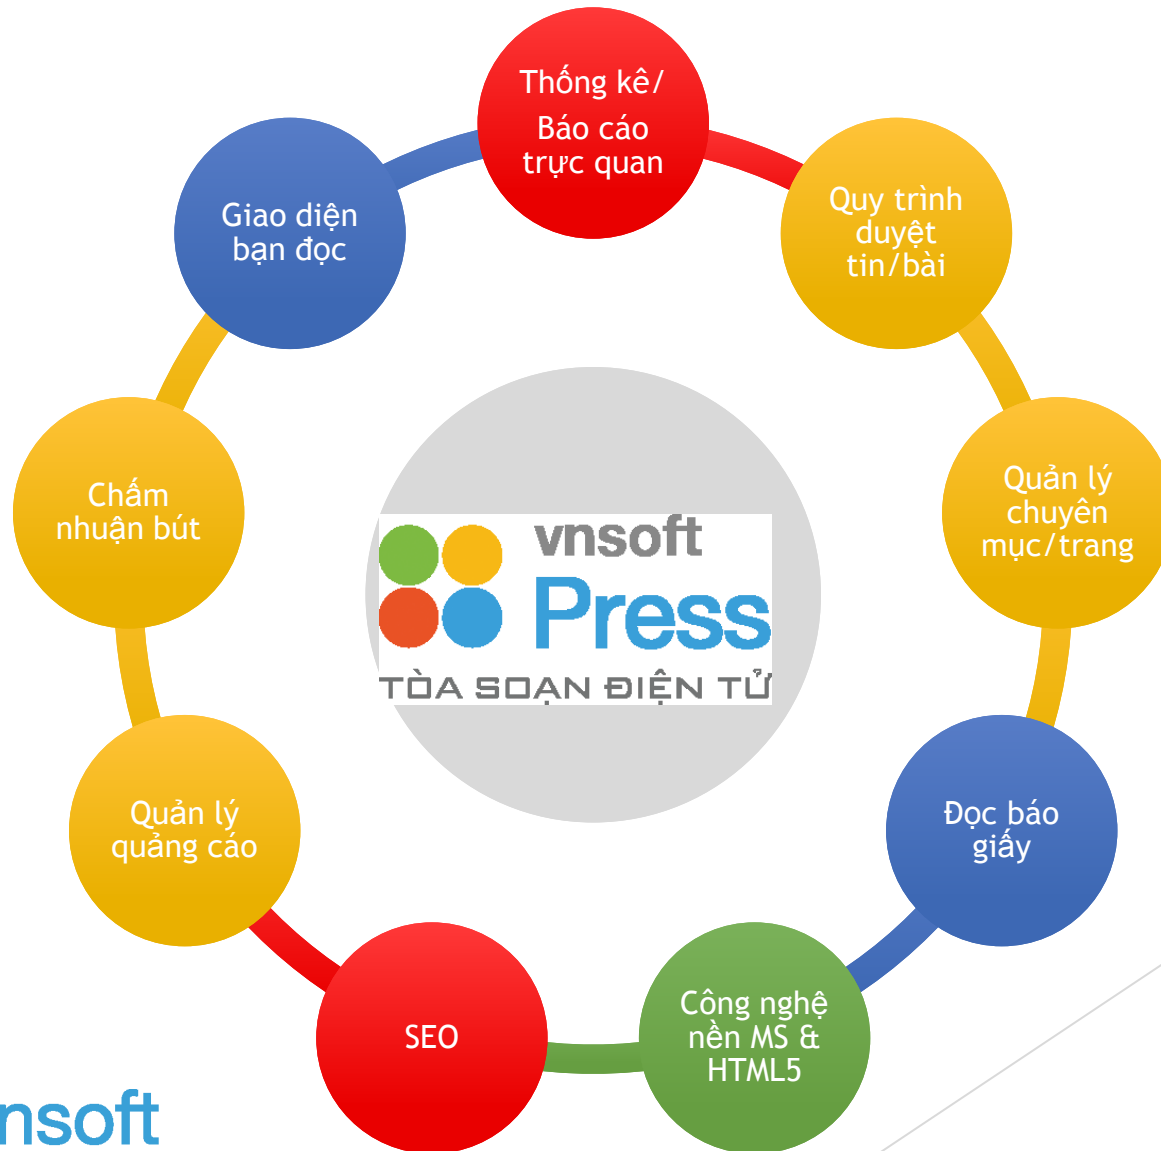 Thống kê/
Báo cáo
trực quan
Quy trình
duyệt
tin/bài
Quản lý
chuyên
mục/trang
Đọc báo
giấy
Công nghệ
nền MS &
HTML5
SEO
Quản lý
quảng cáo
Chấm
nhuận bút
Giao diện
bạn đọc
vnsoft
Press
TÒA SOẠN ĐIỆN TỬ
nsoft